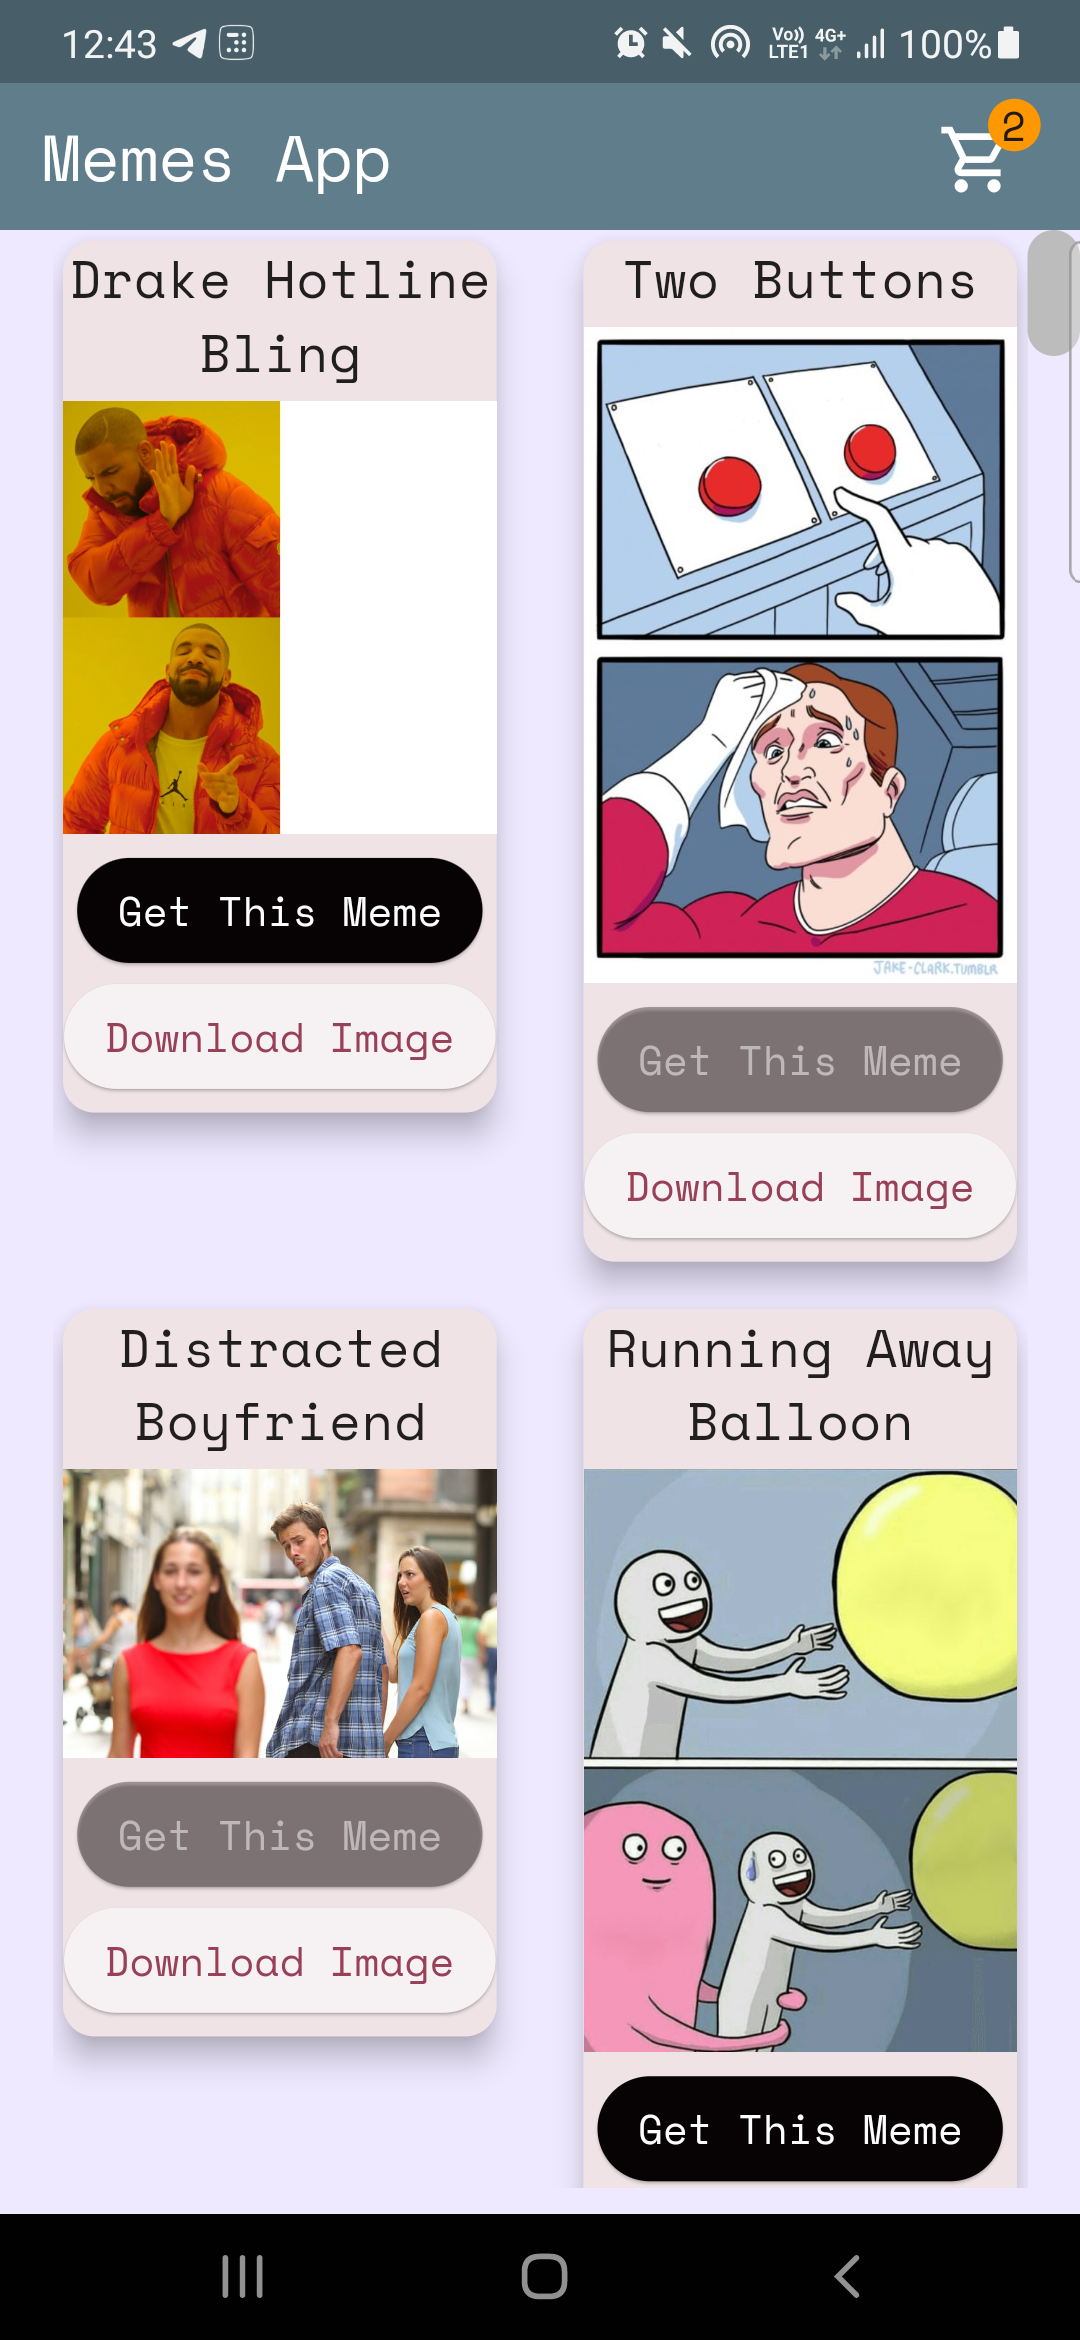 12:43
Vo)) LTE1 4G+ 100%
Memes App
2
Drake Hotline
Bling
Get This Meme
Download Image
Two Buttons
JAKE-CLARK.TUMBLR
Get This Meme
Download Image
Distracted
Boyfriend
Get This Meme
Download Image
Running Away
Balloon
Get This Meme